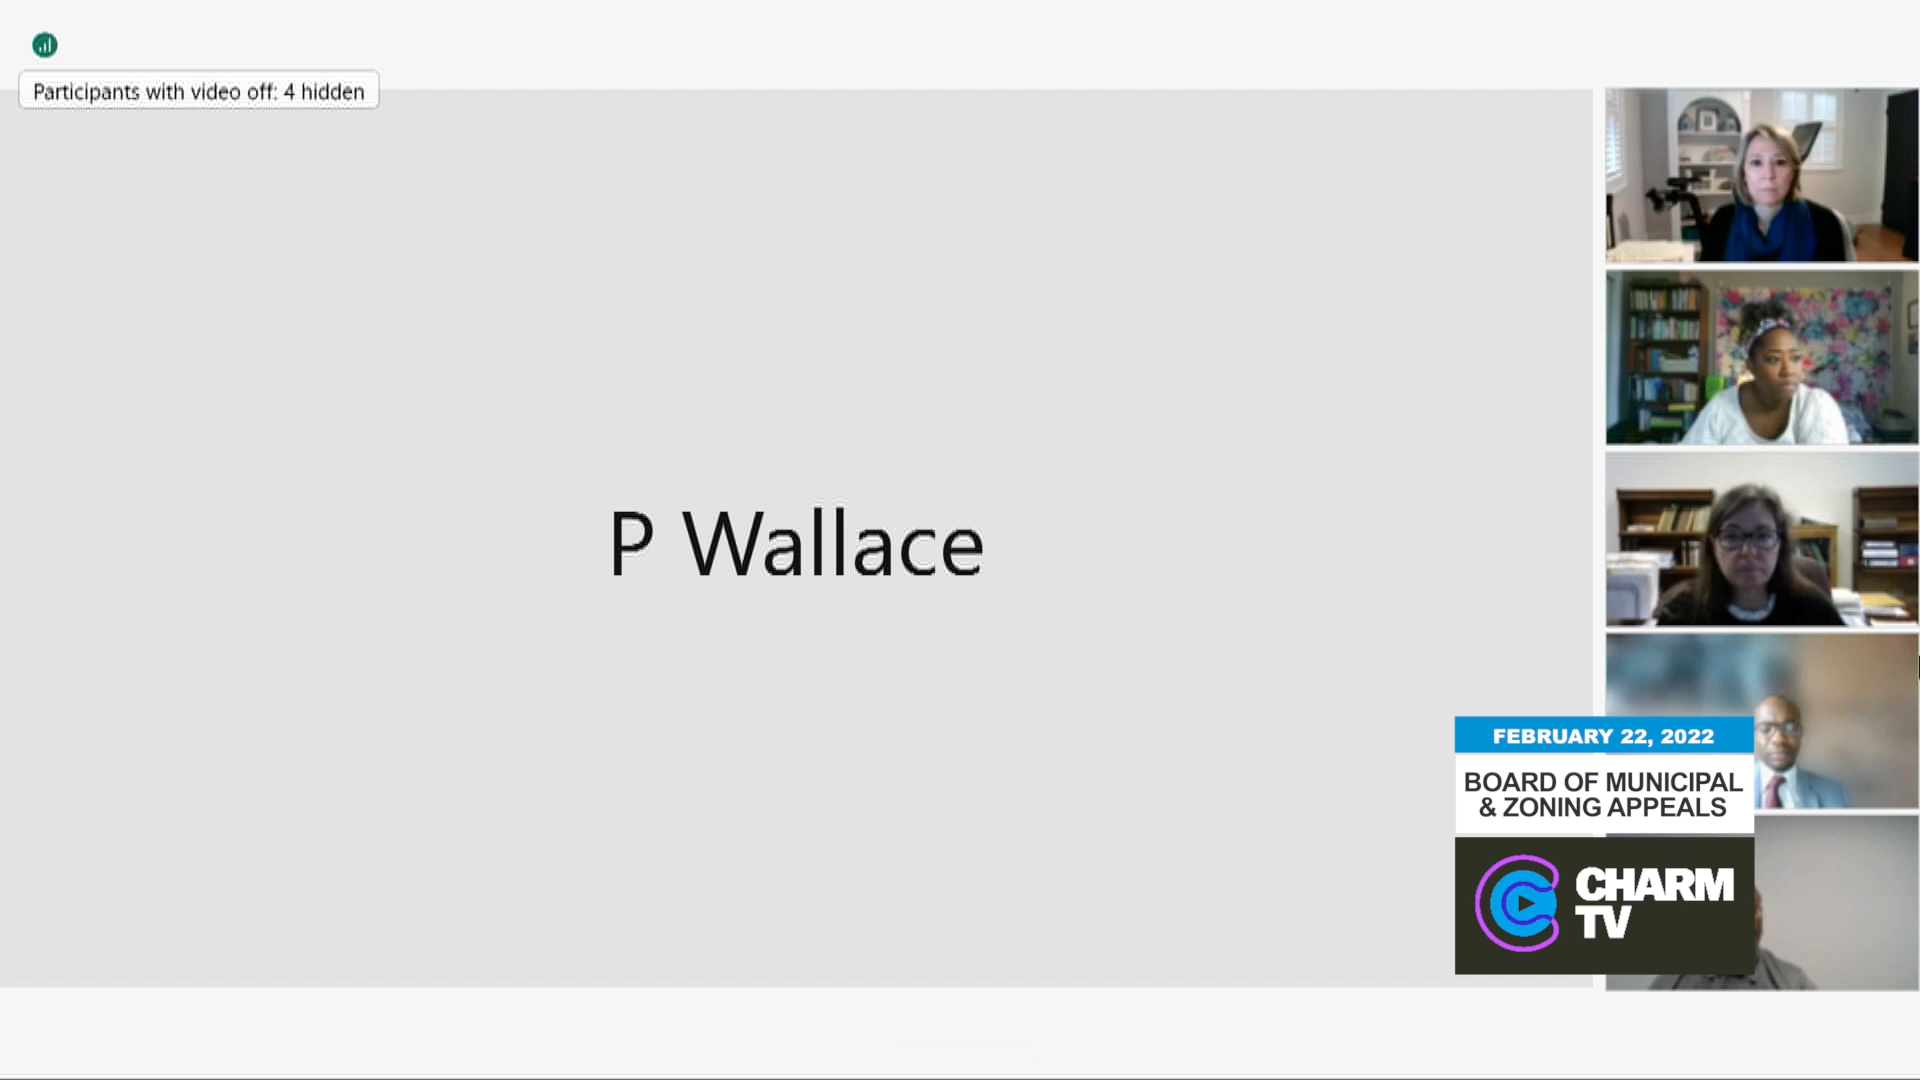 Participants with video off: 4 hidden
P Wallace
FEBRUARY 22, 2022
BOARD OF MUNICIPAL
& ZONING APPEALS
CHARM
TV